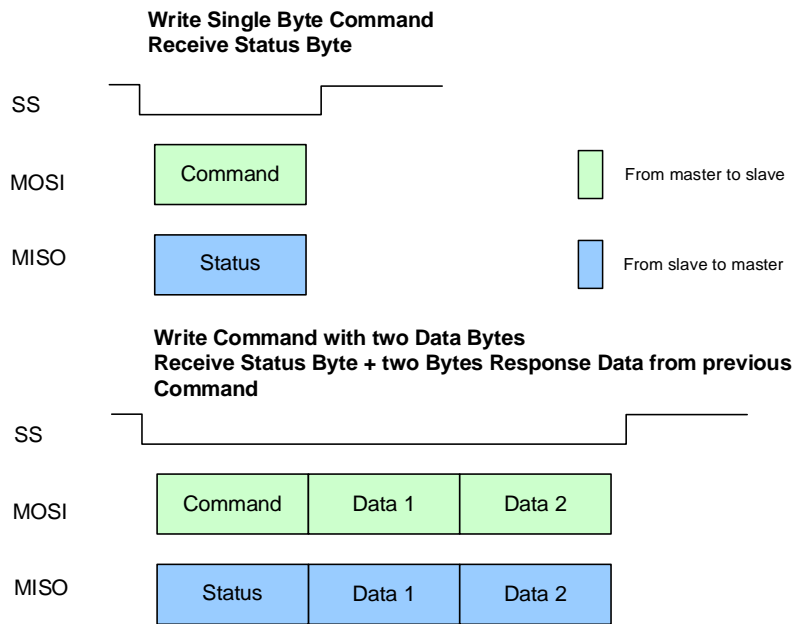 Write Single Byte Command
Receive Status Byte
SS
MOSI
Command
From master to slave
MISO
Status
From slave to master
Write Command with two Data Bytes
Receive Status Byte + two Bytes Response Data from previous
Command
SS
MOSI
Command
Data 1
Data 2
MISO
Status
Data 1
Data 2